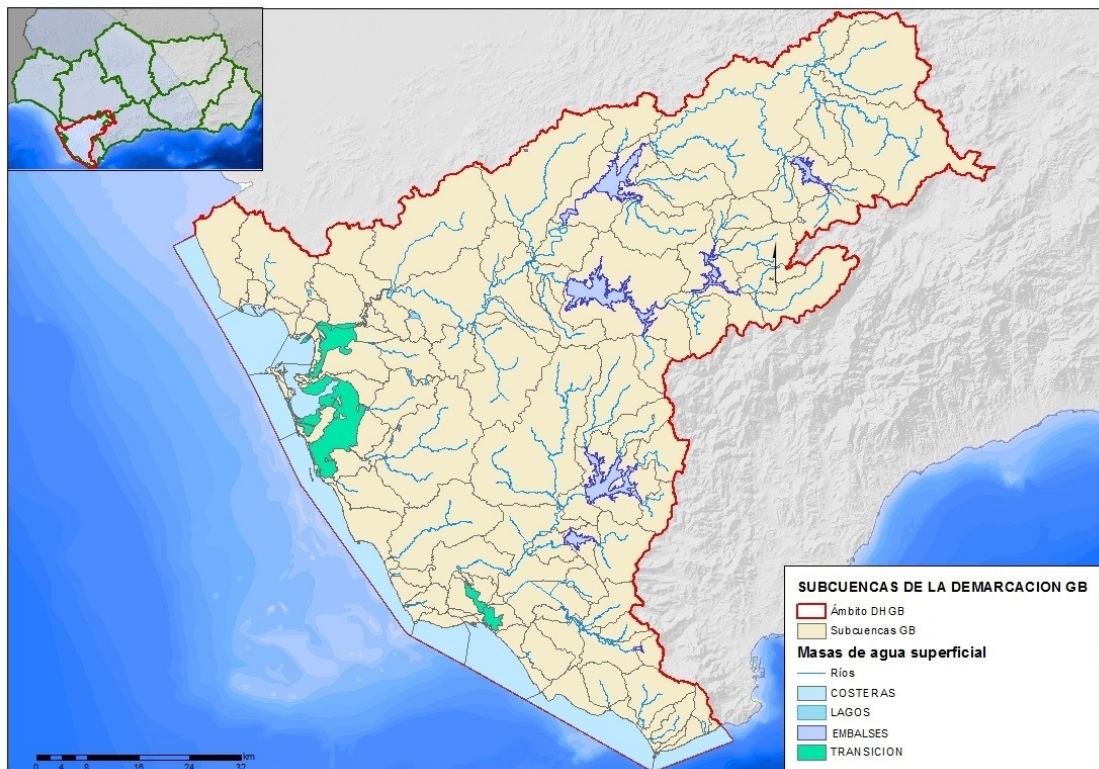 SUBCUENCAS DE LA DEMARCACION GB
Ámbito DHGB
Subcuencas GB
Masas de agua superficial
Ríos
COSTERAS
LAGOS
EMBALSES
TRANSICION
km
0 4 8 16 24 32